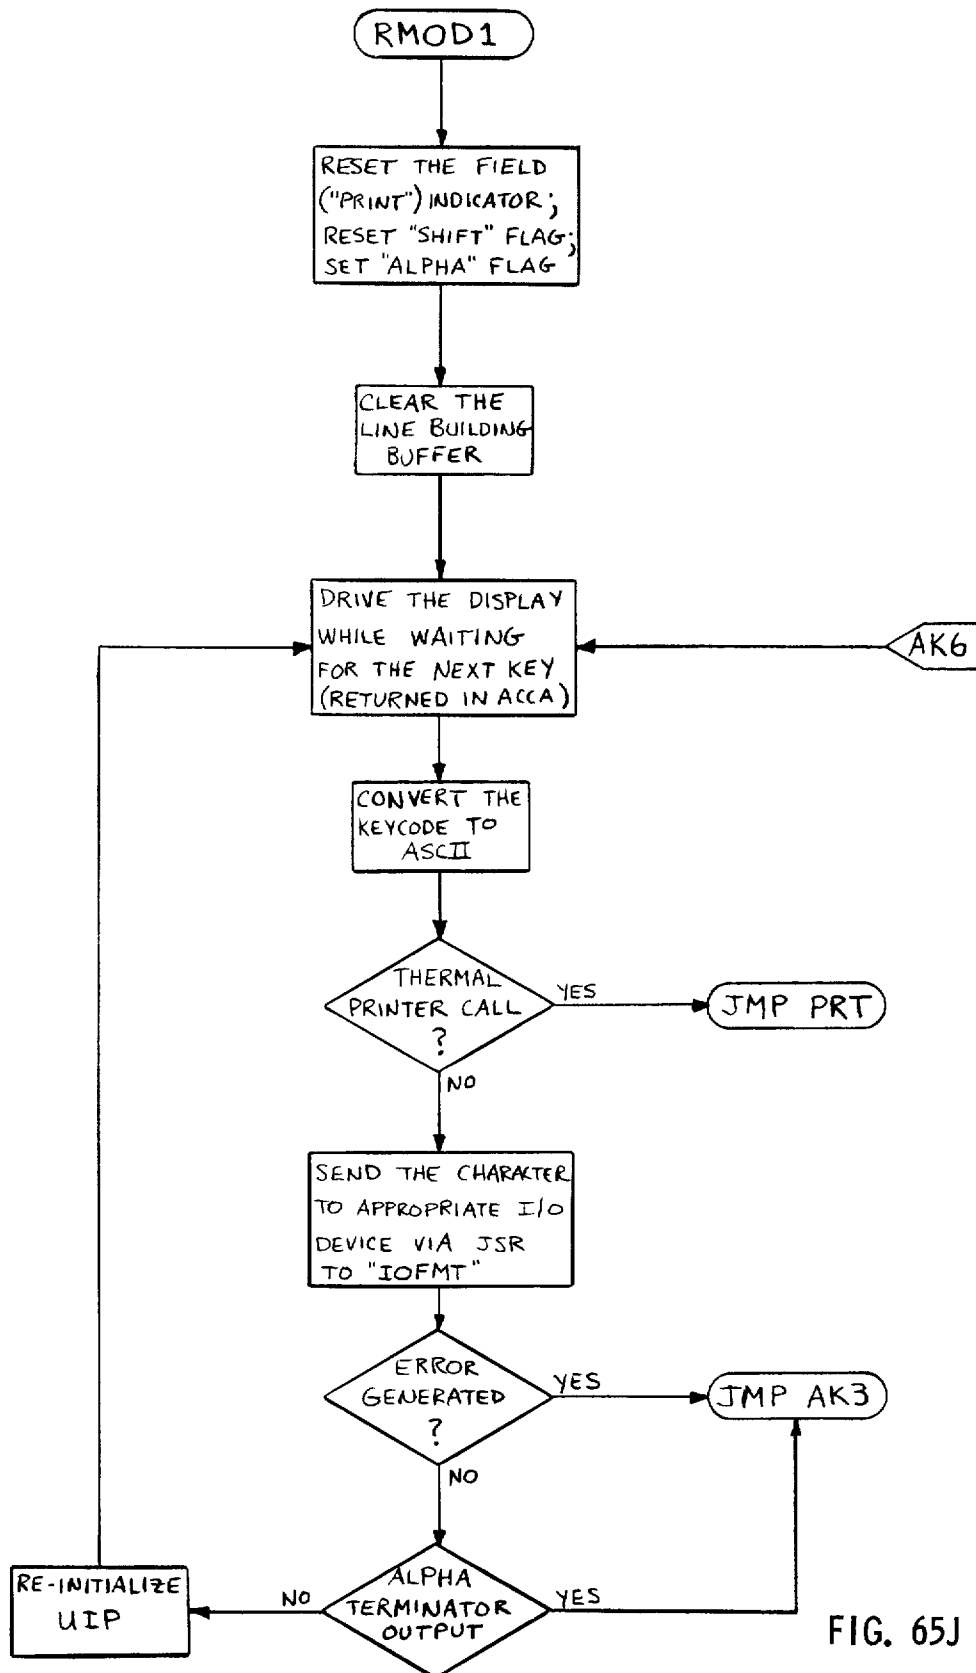 RMOD1
RESET THE FIELD
("PRINT") INDICATOR;
RESET "SHIFT" FLAG;
SET "ALPHA" FLAG
CLEAR THE
LINE BUILDING
BUFFER
DRIVE THE DISPLAY
WHILE WAITING
FOR THE NEXT KEY
(RETURNED IN ACCA)
AK6
CONVERT THE
KEYCODE TO
ASCII
THERMAL
PRINTER CALL
?
YES
JMP PRT
NO
SEND THE CHARACTER
TO APPROPRIATE I/O
DEVICE VIA JSR
TO "IOFMT"
ERROR
GENERATED
?
YES
JMP AK3
NO
ALPHA
TERMINATOR
OUTPUT
YES
NO
RE-INITIALIZE
UIP
FIG. 65J